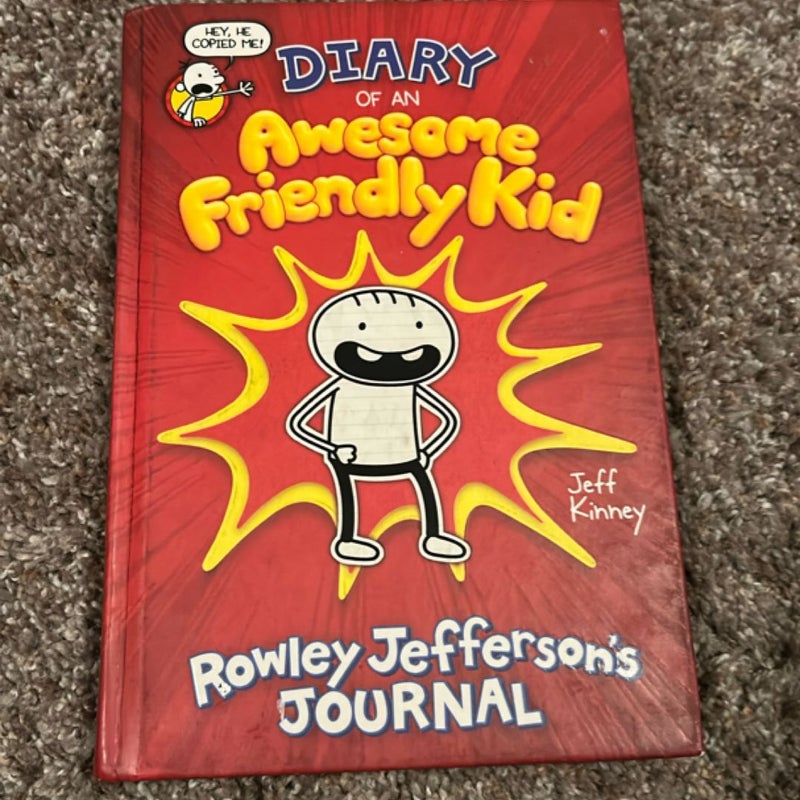 HEY, HE
COPIED ME!
DIARY
OF AN
Awesome
Friendly Kid
Jeff
Kinney
Rowley Jefferson's
JOURNAL